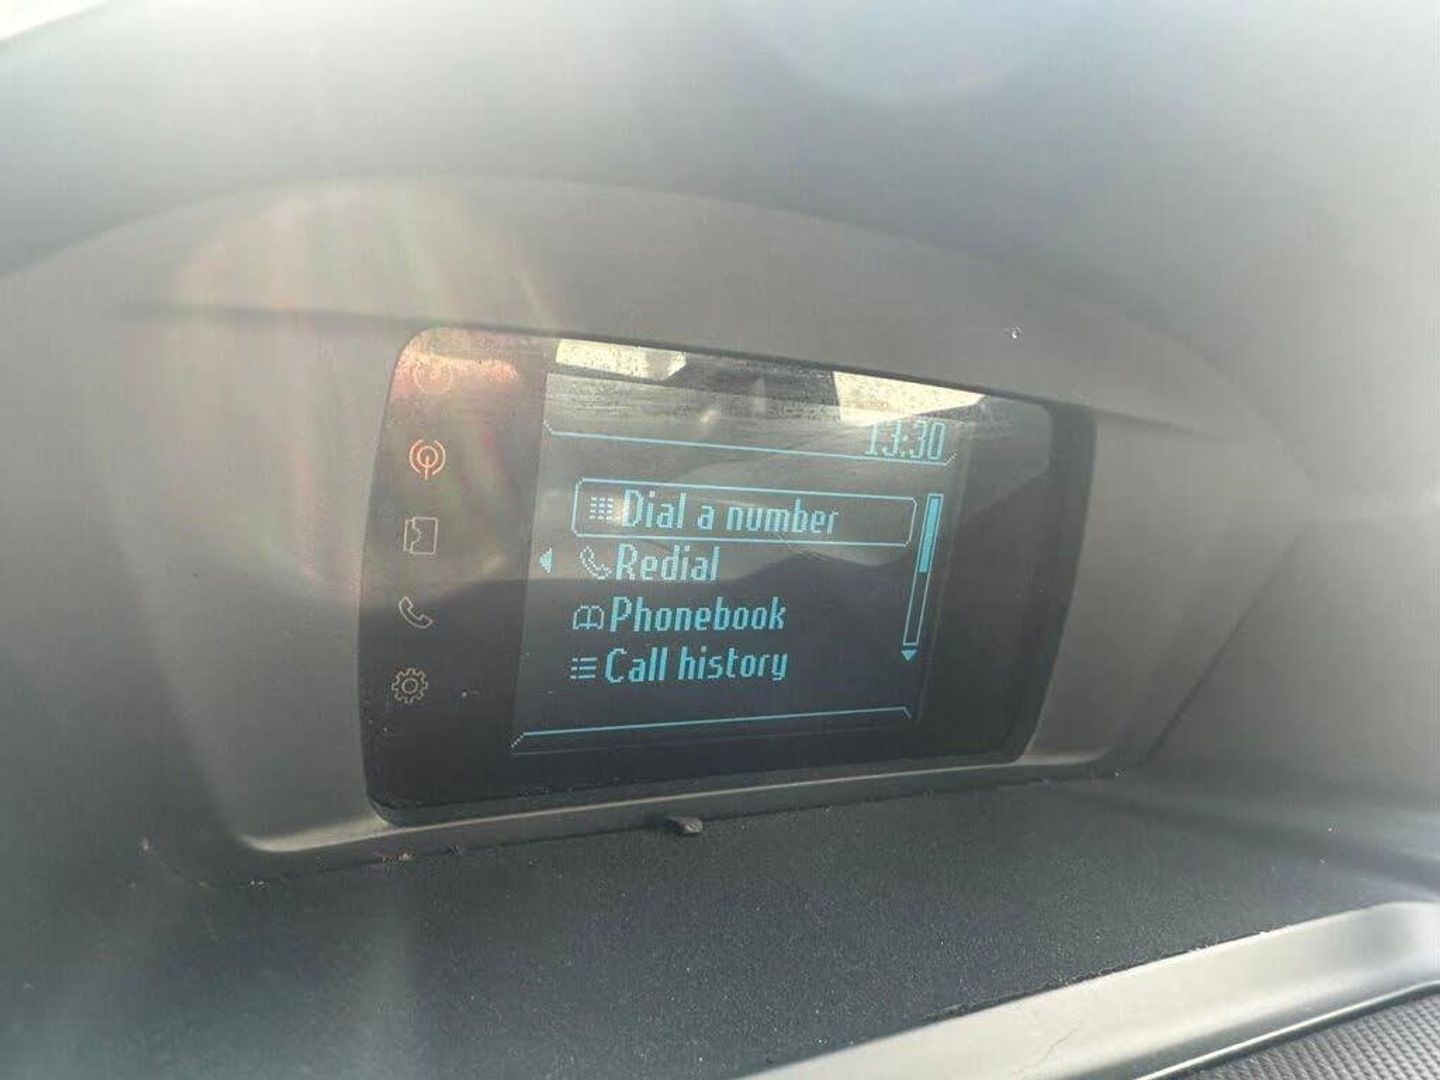 13:30
Dial a number
Redial
Phonebook
Call history